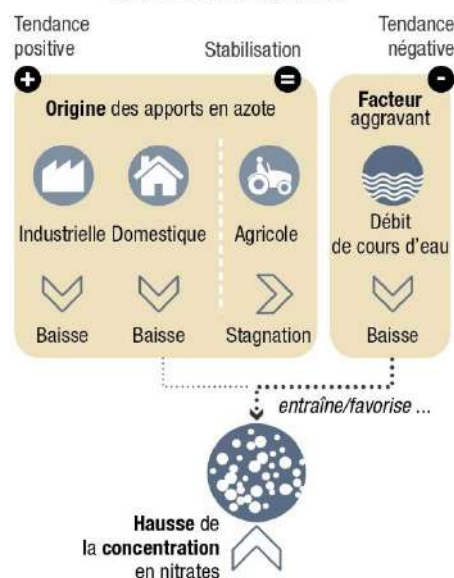 Tendance
positive
Stabilisation
Tendance
négative
+
=
-
Origine des apports en azote
Facteur
aggravant
Industrielle
Domestique
Agricole
Débit
de cours d'eau
Baisse
Baisse
Stagnation
Baisse
entraîne/favorise ...
Hausse de
la concentration
en nitrates